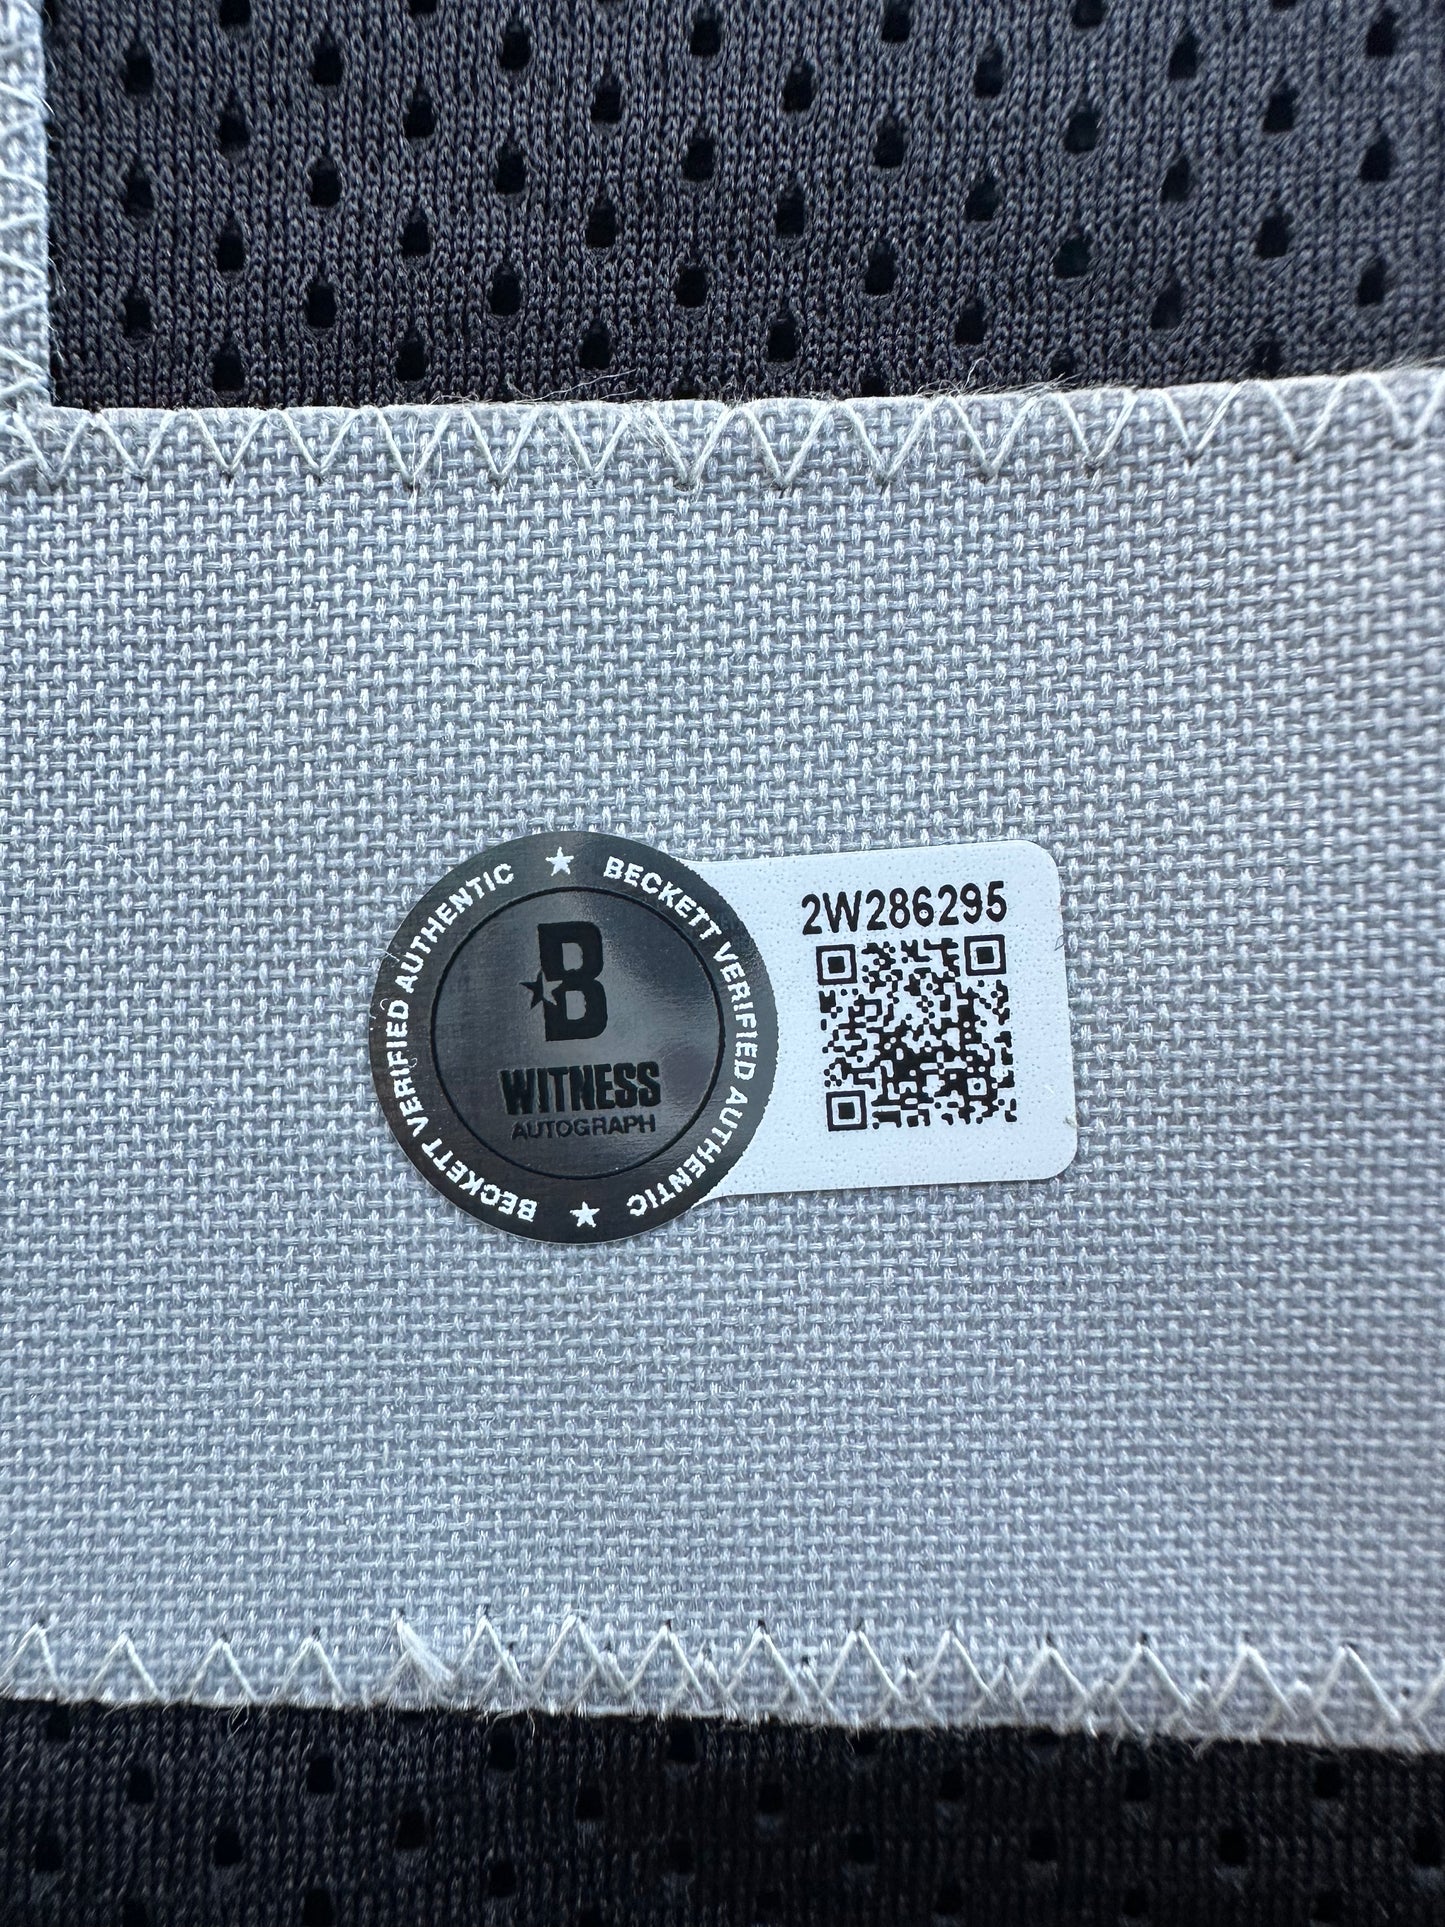 BECKETT VERIFIED AUTHENTIC ★ BECKETT VERIFIED AUTHENTIC ★
B
WITNESS
AUTOGRAPH
2W286295